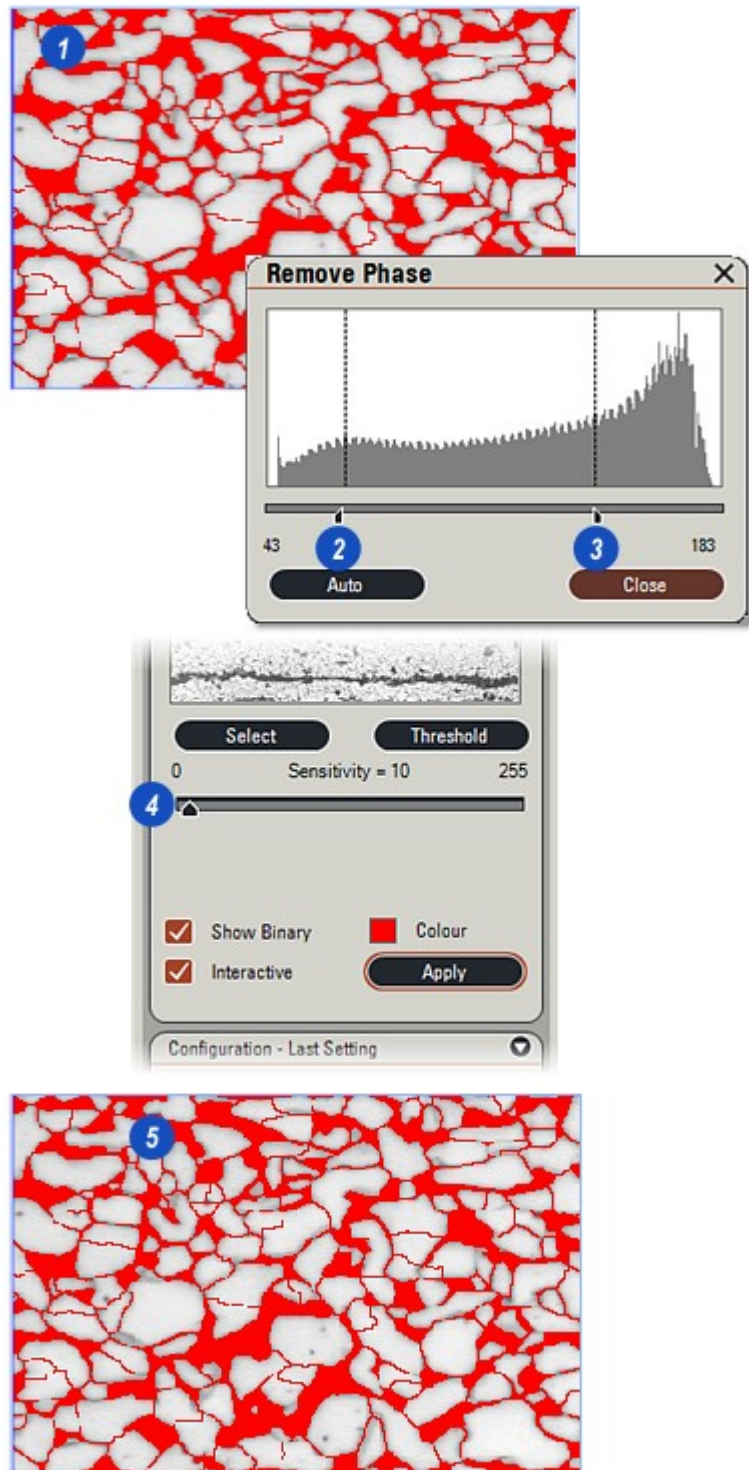 1
Remove Phase
43 2 3 183
Auto Close
Select Threshold
0 Sensitivity = 10 255
4
Show Binary Colour
Interactive Apply
Configuration - Last Setting
5